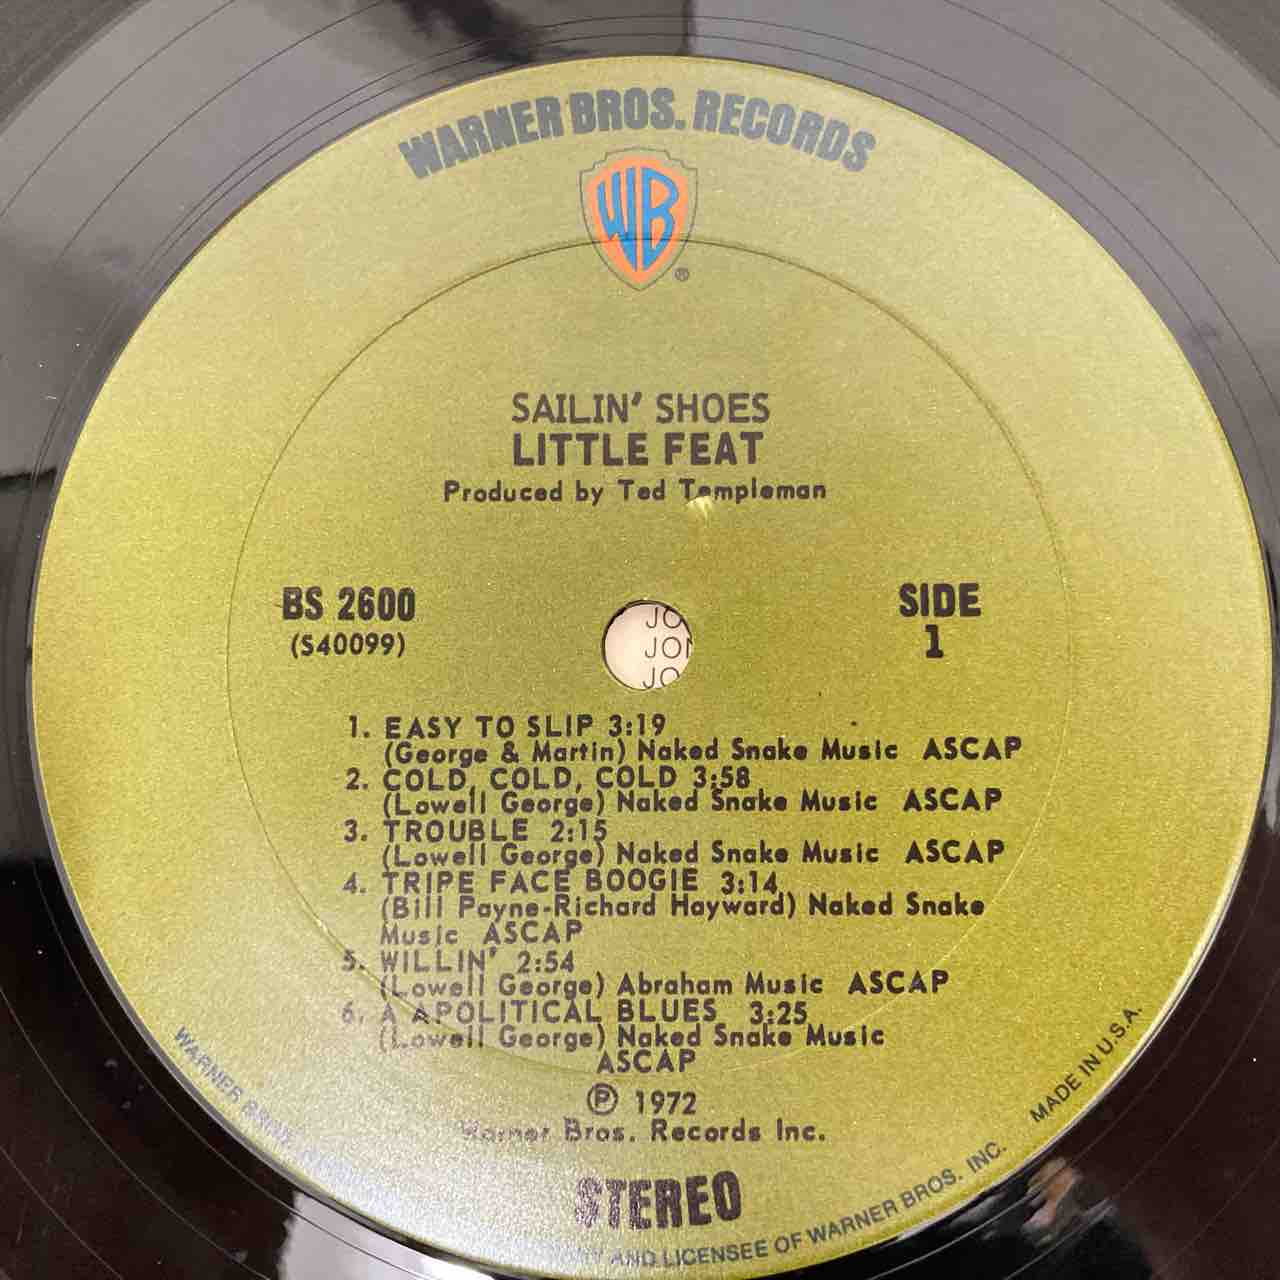 WARNER BROS. RECORDS
WB
®
SAILIN' SHOES
LITTLE FEAT
Produced by Ted Templeman
BS 2600
(S40099)
SIDE
1
JO
JO
JO
1. EASY TO SLIP 3:19
(George & Martin) Naked Snake Music ASCAP
2. COLD, COLD, COLD 3:58
(Lowell George) Naked Snake Music ASCAP
3. TROUBLE 2:15
(Lowell George) Naked Snake Music ASCAP
4. TRIPE FACE BOOGIE 3:14
(Bill Payne-Richard Hayward) Naked Snake
Music ASCAP
5. WILLIN' 2:54
(Lowell George) Abraham Music ASCAP
6. A APOLITICAL BLUES 3:25
(Lowell George) Naked Snake Music
ASCAP
℗ 1972
Warner Bros. Records Inc.
STEREO
WARNER BROS.
AND LICENSEE OF WARNER BROS. INC.
MADE IN U.S.A.